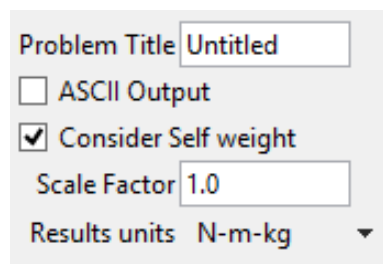 Problem Title Untitled
ASCII Output
Consider Self weight
Scale Factor 1.0
Results units N-m-kg